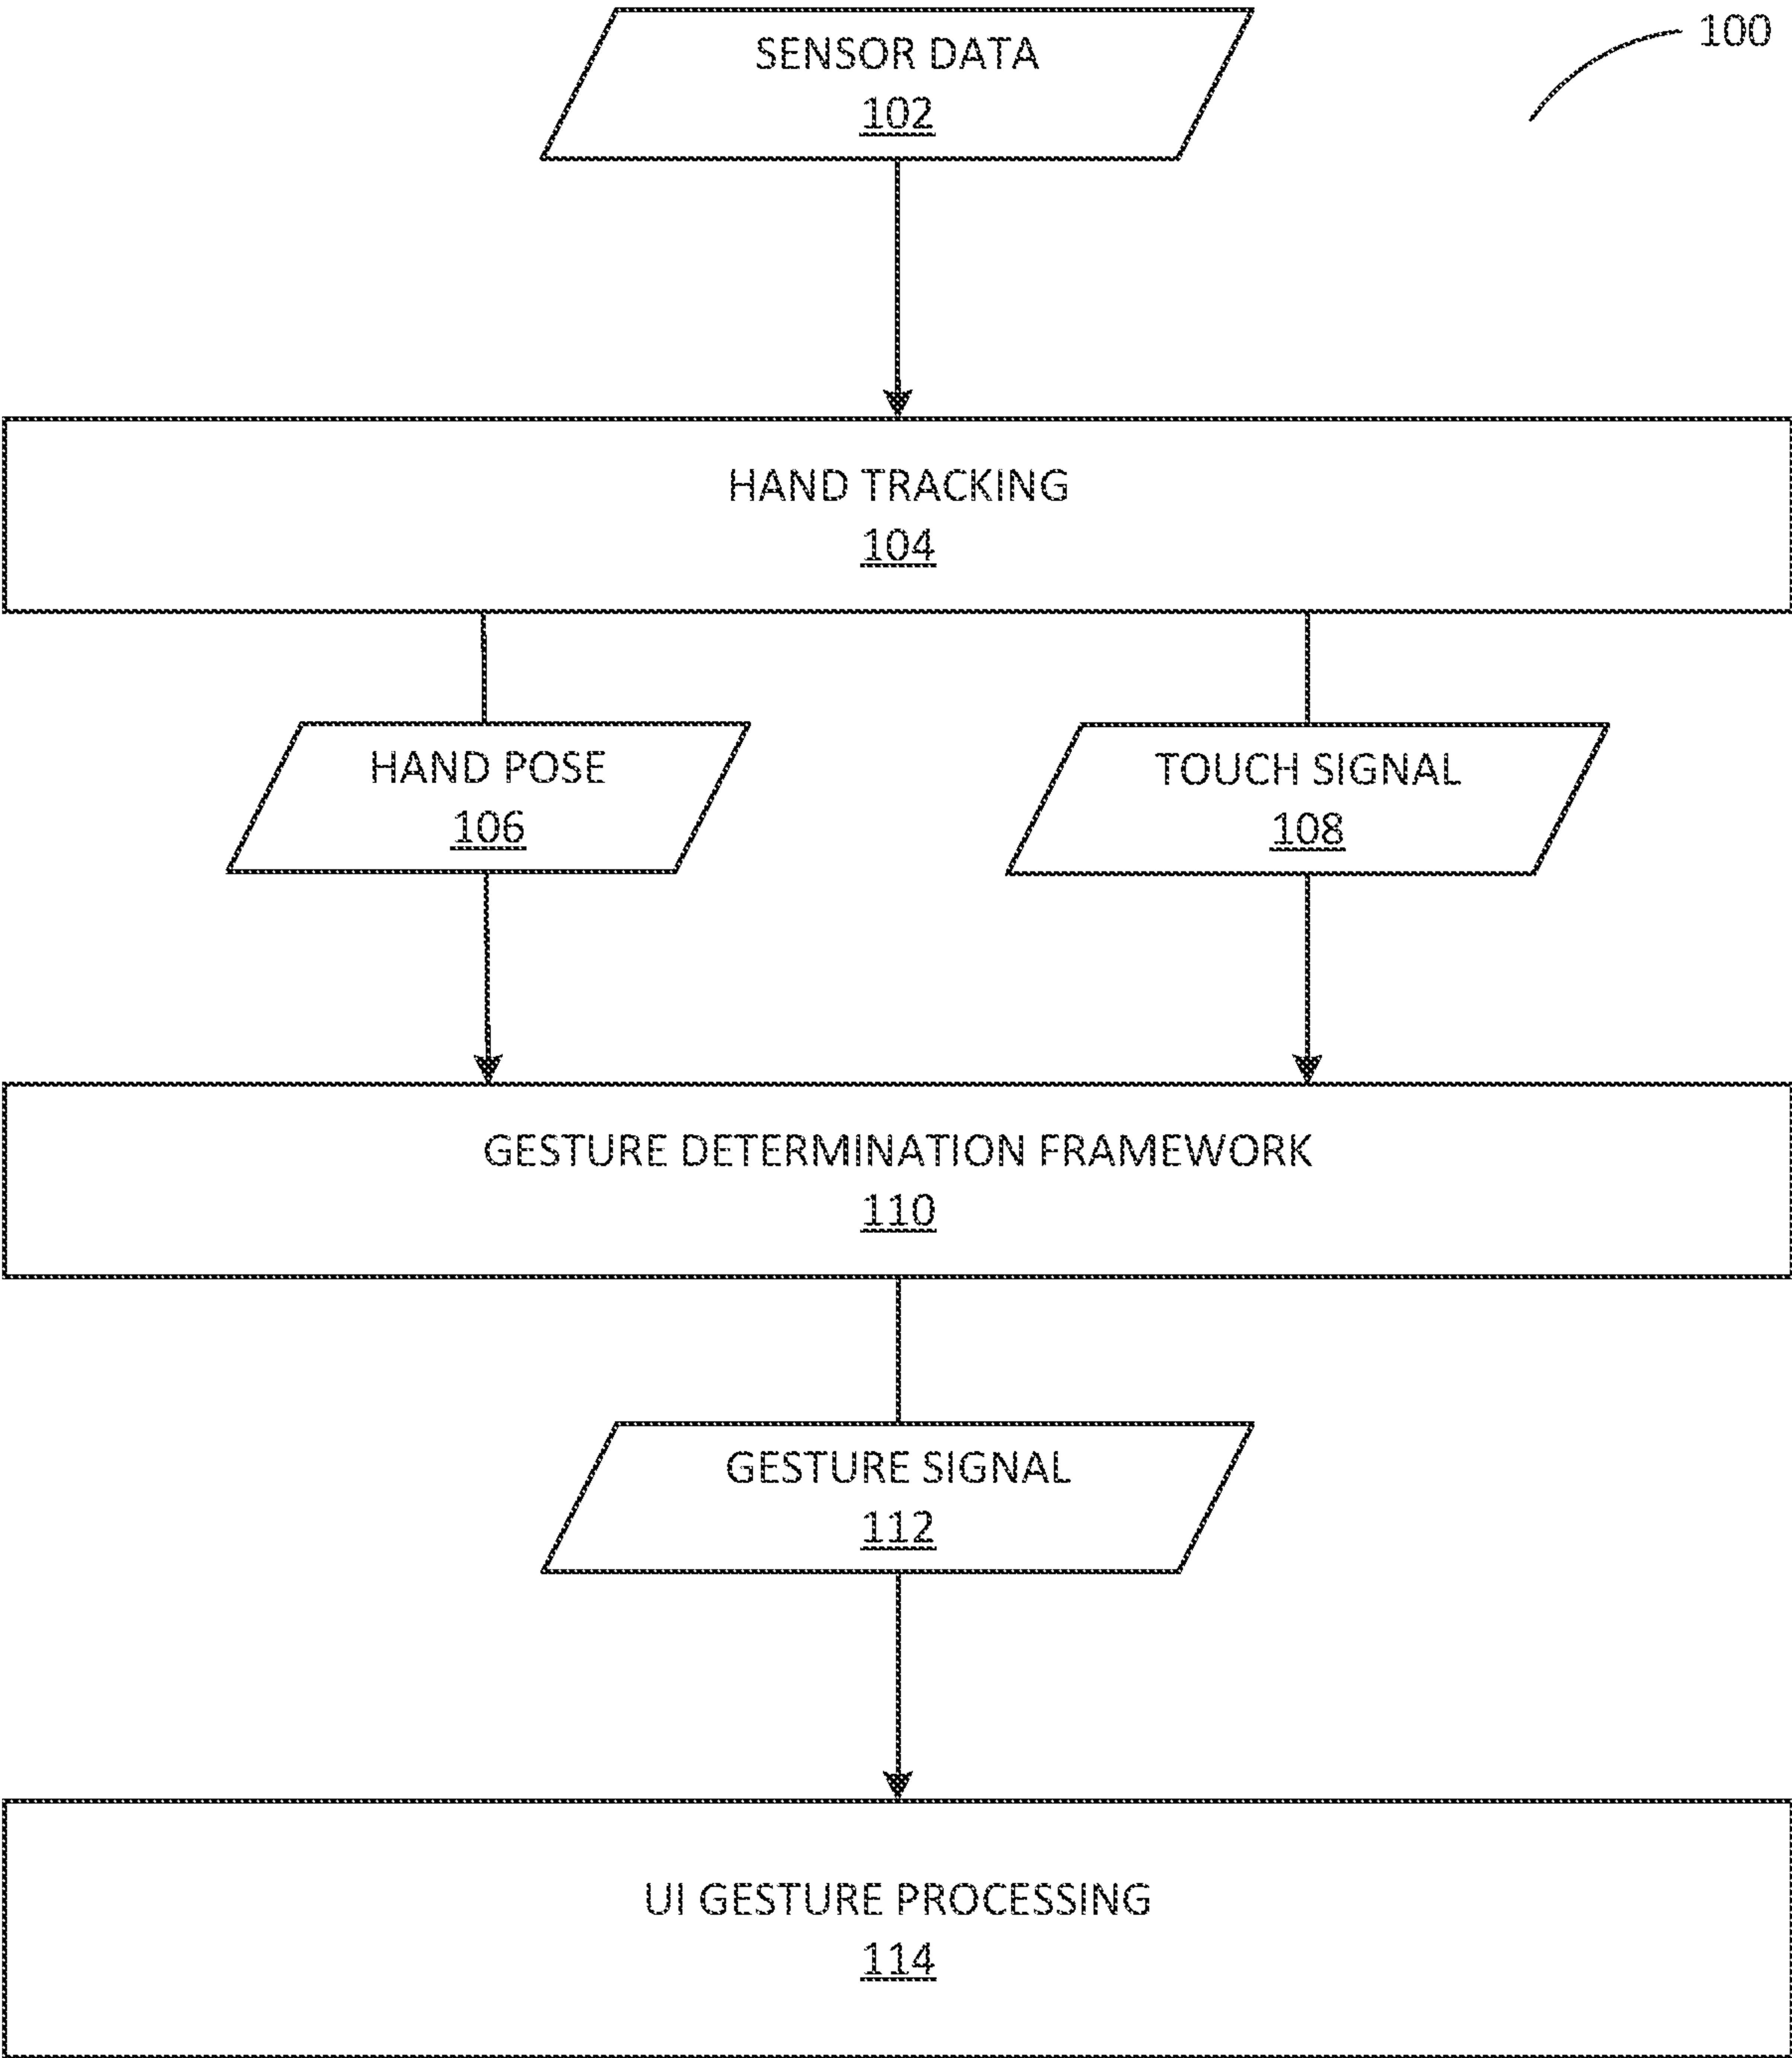 100
SENSOR DATA
102
HAND TRACKING
104
HAND POSE
106
TOUCH SIGNAL
108
GESTURE DETERMINATION FRAMEWORK
110
GESTURE SIGNAL
112
UI GESTURE PROCESSING
114